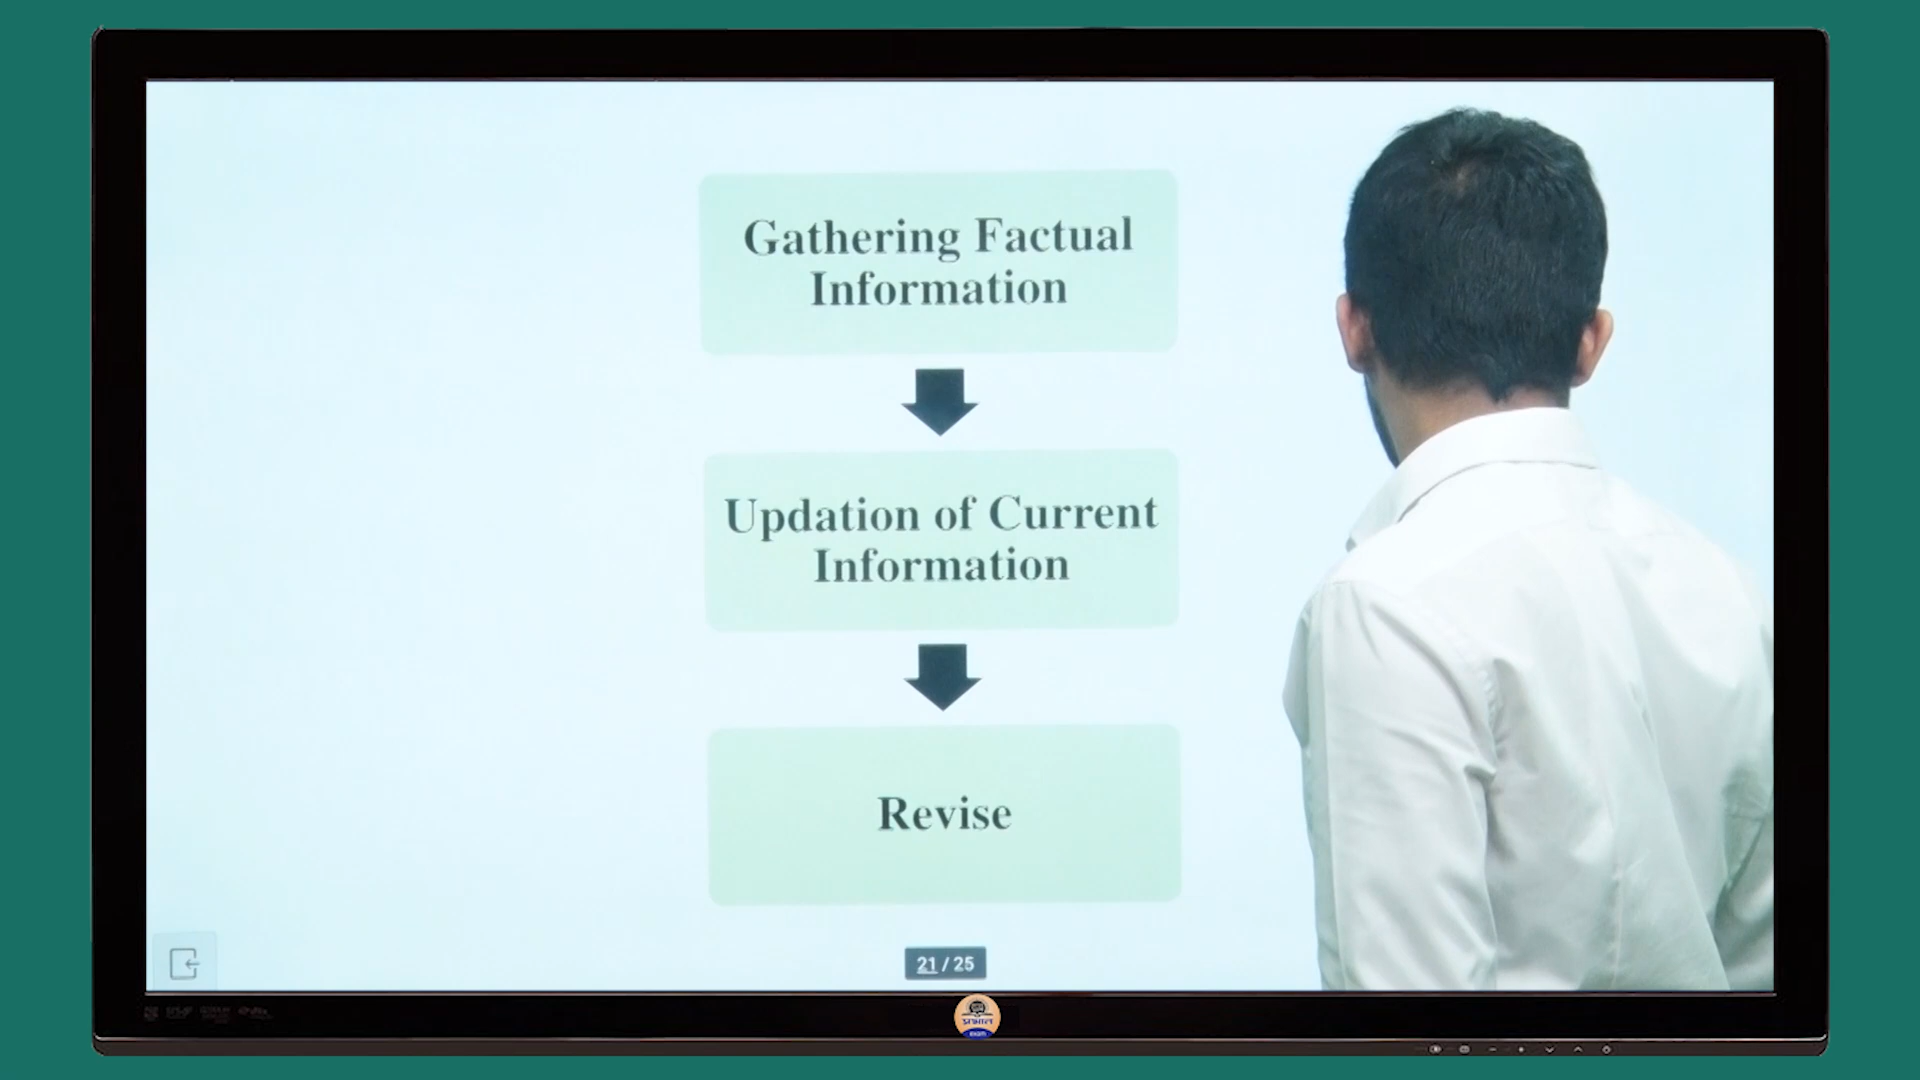 Gathering Factual
Information
Updation of Current
Information
Revise
21 / 25